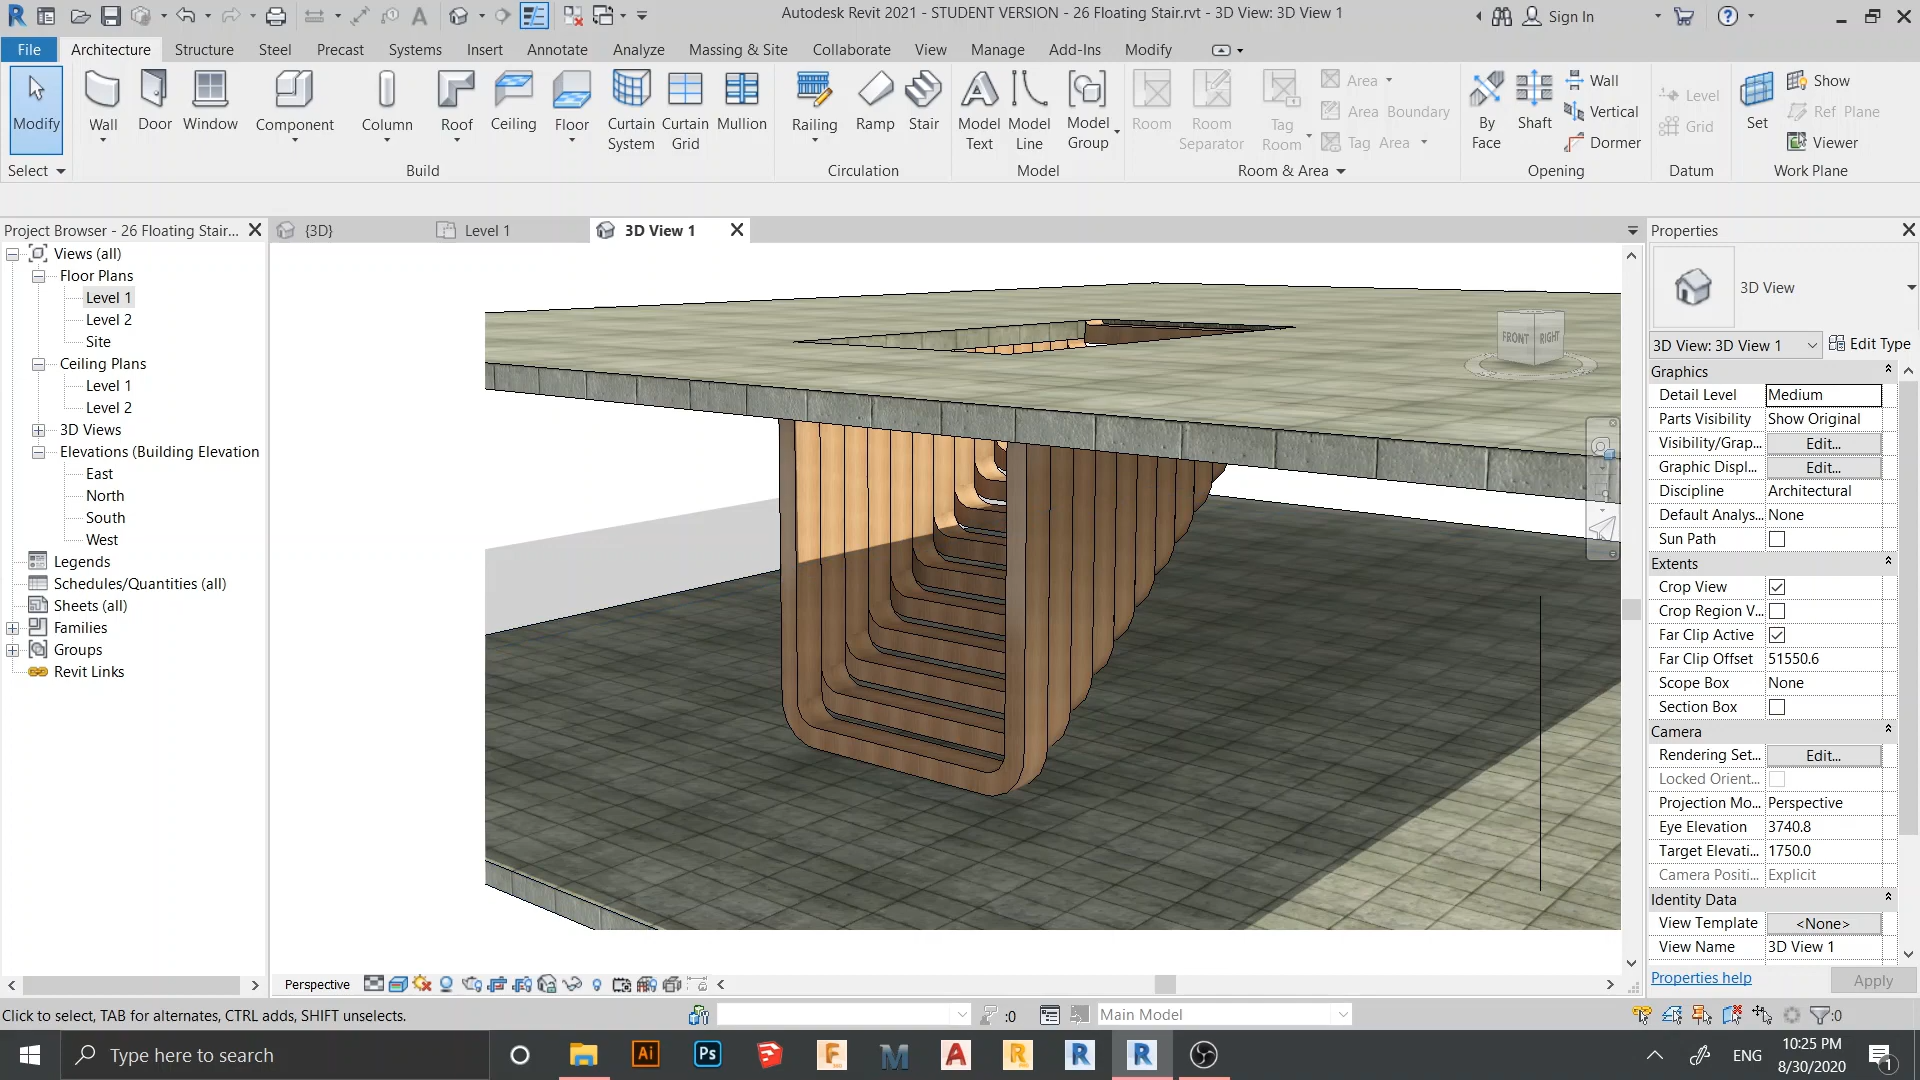 Autodesk Revit 2021 - STUDENT VERSION - 26 Floating Stair.rvt - 3D View: 3D View 1
Sign In
File Architecture Structure Steel Precast Systems Insert Annotate Analyze Massing & Site Collaborate View Manage Add-Ins Modify
Modify Wall Door Window Component Column Roof Ceiling Floor Curtain System Curtain Grid Mullion Railing Ramp Stair Model Text Model Line Model Group Room Room Separator Tag Room
Area
Area Boundary
Tag Area
By Face Shaft
Wall
Vertical
Dormer
Level
Grid
Set
Show
Ref Plane
Viewer
Select Build Circulation Model Room & Area Opening Datum Work Plane
Project Browser - 26 Floating Stair...
{3D} Level 1 3D View 1
Properties
Views (all)
Floor Plans
Level 1
Level 2
Site
Ceiling Plans
Level 1
Level 2
3D Views
Elevations (Building Elevation
East
North
South
West
Legends
Schedules/Quantities (all)
Sheets (all)
Families
Groups
Revit Links
FRONT RIGHT
3D View
3D View: 3D View 1 Edit Type
Graphics
Detail Level Medium
Parts Visibility Show Original
Visibility/Grap... Edit...
Graphic Displ... Edit...
Discipline Architectural
Default Analys... None
Sun Path
Extents
Crop View
Crop Region V...
Far Clip Active
Far Clip Offset 51550.6
Scope Box None
Section Box
Camera
Rendering Set... Edit...
Locked Orient...
Projection Mo... Perspective
Eye Elevation 3740.8
Target Elevati... 1750.0
Camera Positi... Explicit
Identity Data
View Template <None>
View Name 3D View 1
Properties help Apply
Perspective
Click to select, TAB for alternates, CTRL adds, SHIFT unselects.
:0 Main Model :0
Type here to search
Ai Ps F M A R R R
ENG
10:25 PM
8/30/2020
1